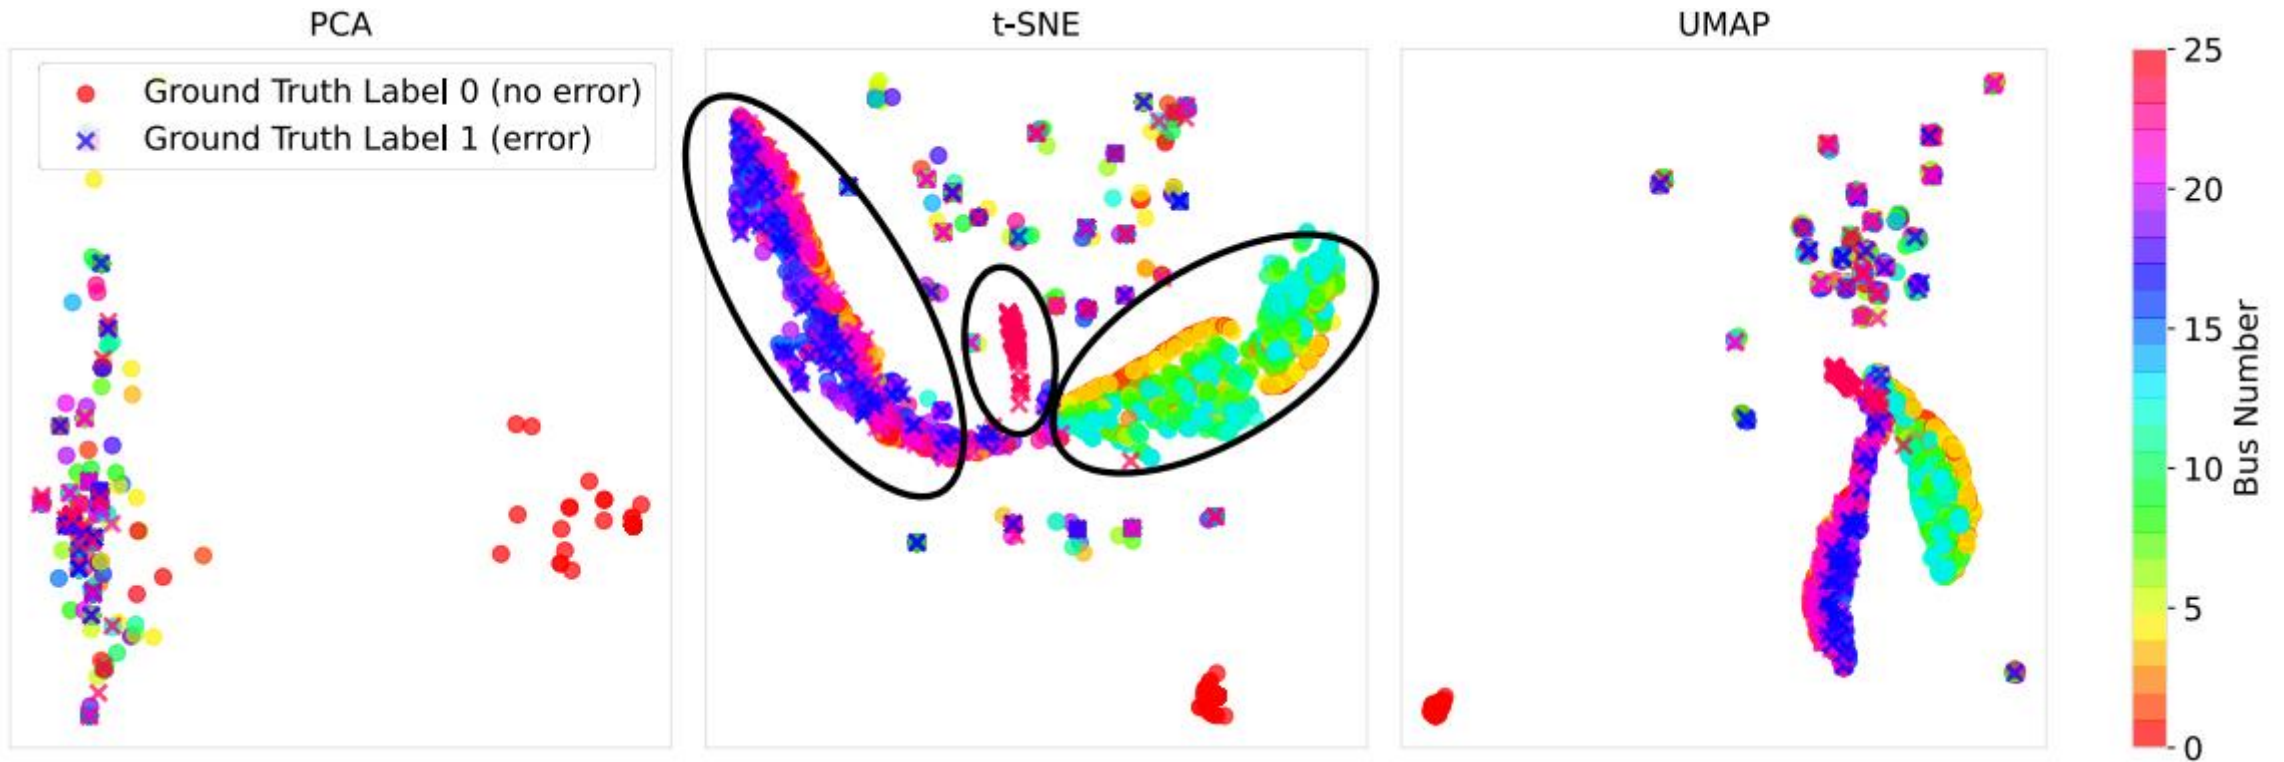 PCA
t-SNE
UMAP
Ground Truth Label 0 (no error)
Ground Truth Label 1 (error)
25
20
15
10
5
0
Bus Number